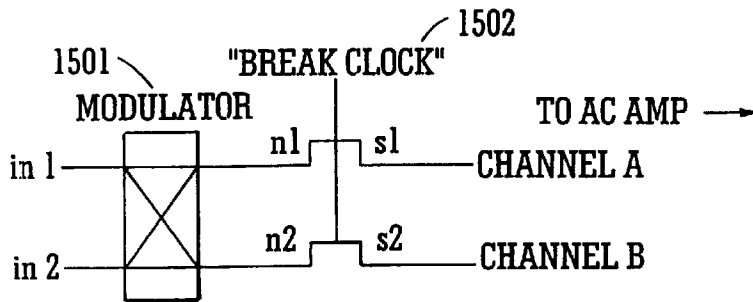 1502
1501
"BREAK CLOCK"
MODULATOR
TO AC AMP
n1 s1
in 1
CHANNEL A
n2 s2
in 2
CHANNEL B